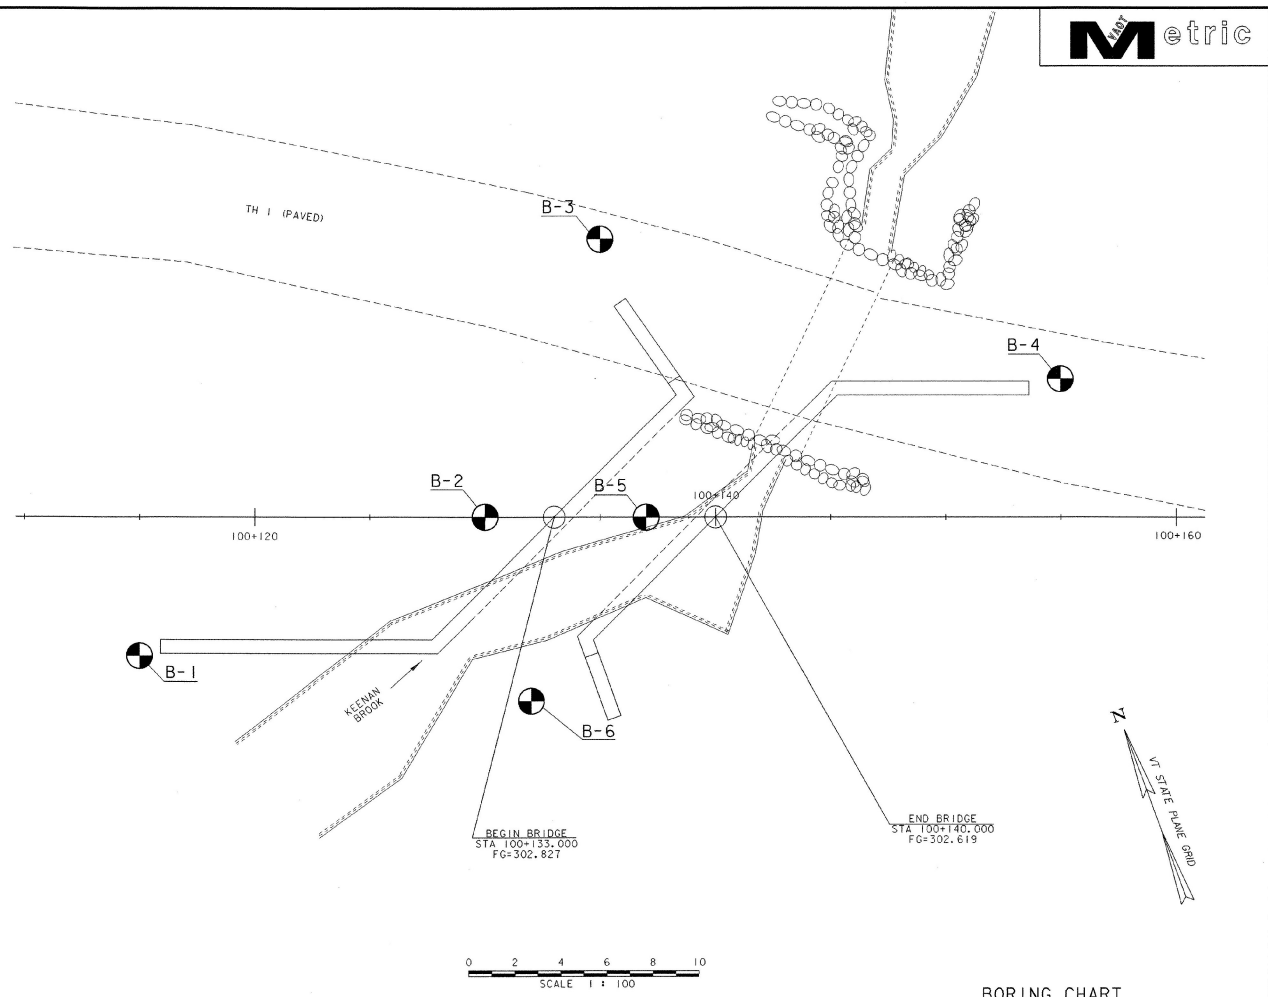 VAOT
Metric
TH 1 (PAVED)
B-3
B-4
B-2
B-5
100+140
100+120
100+160
B-1
KEENAN
BROOK
B-6
N
VT STATE PLANE GRID
BEGIN BRIDGE
STA 100+133.000
FG=302.827
END BRIDGE
STA 100+140.000
FG=302.619
0 2 4 6 8 10
SCALE 1 : 100
BORING CHART